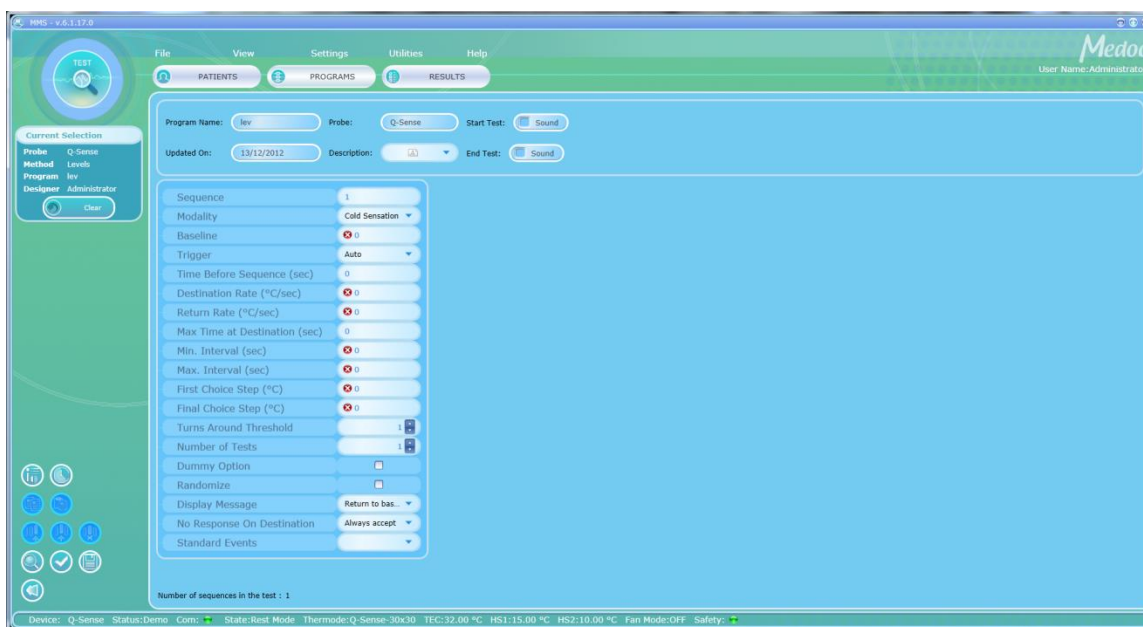 MMS - v.6.1.17.0
Medoc
File View Settings Utilities Help
TEST
PATIENTS PROGRAMS RESULTS
User Name:Administrator
Program Name: lev Probe: Q-Sense Start Test: Sound
Updated On: 13/12/2012 Description: End Test: Sound
Current Selection
Probe Q-Sense
Method Levels
Program lev
Designer Administrator
Clear
Sequence 1
Modality Cold Sensation
Baseline 0
Trigger Auto
Time Before Sequence (sec) 0
Destination Rate (°C/sec) 0
Return Rate (°C/sec) 0
Max Time at Destination (sec) 0
Min. Interval (sec) 0
Max. Interval (sec) 0
First Choice Step (°C) 0
Final Choice Step (°C) 0
Turns Around Threshold 1
Number of Tests 1
Dummy Option
Randomize
Display Message Return to bas...
No Response On Destination Always accept
Standard Events
Number of sequences in the test : 1
Device: Q-Sense Status:Demo Com: State:Rest Mode Thermode:Q-Sense-30x30 TEC:32.00 °C HS1:15.00 °C HS2:10.00 °C Fan Mode:OFF Safety: